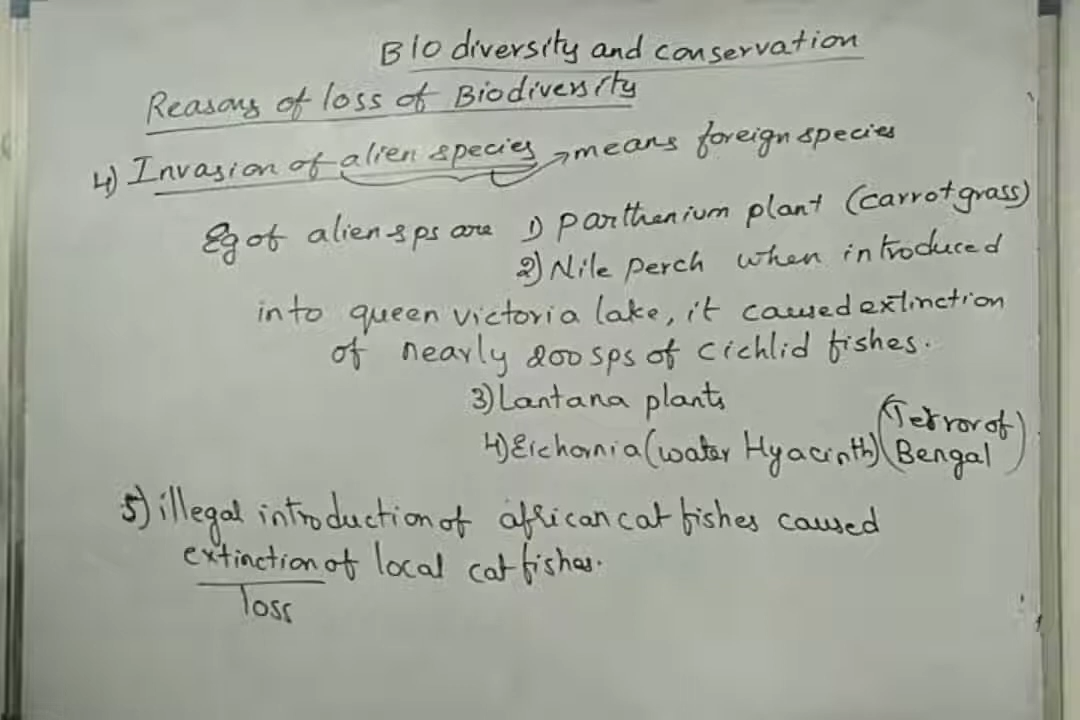 Biodiversity and conservation
Reasons of loss of Biodiversity
4) Invasion of alien species → means foreign species
Eg of alien sps are 1) Parthenium plant (carrot grass)
2) Nile perch when introduced
into queen victoria lake, it caused extinction
of nearly 200 sps of cichlid fishes.
3) Lantana plants
4) Eichornia (water Hyacinth) (Terror of
Bengal)
5) illegal introduction of african cat fishes caused
extinction of local cat fishes.
loss